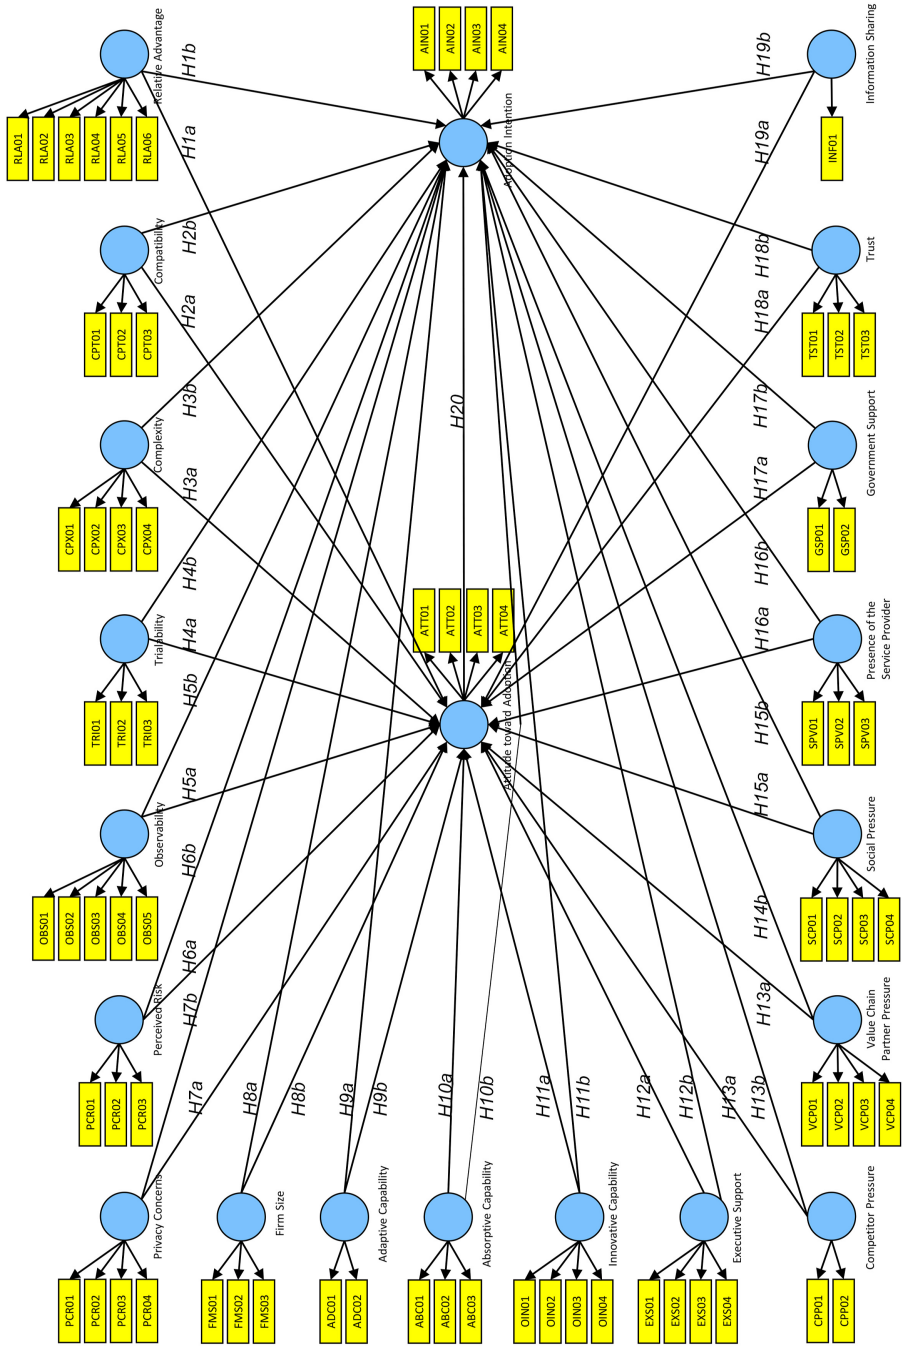 PCR01
PCR02
PCR03
PCR04
Privacy Concerns
PCR01
PCR02
PCR03
Perceived Risk
OBS01
OBS02
OBS03
OBS04
OBS05
Observability
TRI01
TRI02
TRI03
Trialability
CPX01
CPX02
CPX03
CPX04
Complexity
CPT01
CPT02
CPT03
Compatibility
RLA01
RLA02
RLA03
RLA04
RLA05
RLA06
Relative Advantage
H7a
H7b
H6a
H6b
H5a
H5b
H4a
H4b
H3a
H3b
H2a
H2b
H1a
H1b
FMS01
FMS02
FMS03
Firm Size
H8a
H8b
ADC01
ADC02
Adaptive Capability
H9a
H9b
ABC01
ABC02
ABC03
Absorptive Capability
H10a
H10b
ATT01
ATT02
ATT03
ATT04
Attitude toward Adoption
H20
AIN01
AIN02
AIN03
AIN04
Adoption Intention
OIN01
OIN02
OIN03
OIN04
Innovative Capability
H11a
H11b
EXS01
EXS02
EXS03
EXS04
Executive Support
H12a
H12b
H13a
H13b
H13a
H14b
H15a
H15b
H16a
H16b
H17a
H17b
H18a
H18b
H19a
H19b
CPP01
CPP02
Competitor Pressure
VCP01
VCP02
VCP03
VCP04
Value Chain
Partner Pressure
SCP01
SCP02
SCP03
SCP04
Social Pressure
SPV01
SPV02
SPV03
Presence of the
Service Provider
GSP01
GSP02
Government Support
TST01
TST02
TST03
Trust
INF01
Information Sharing